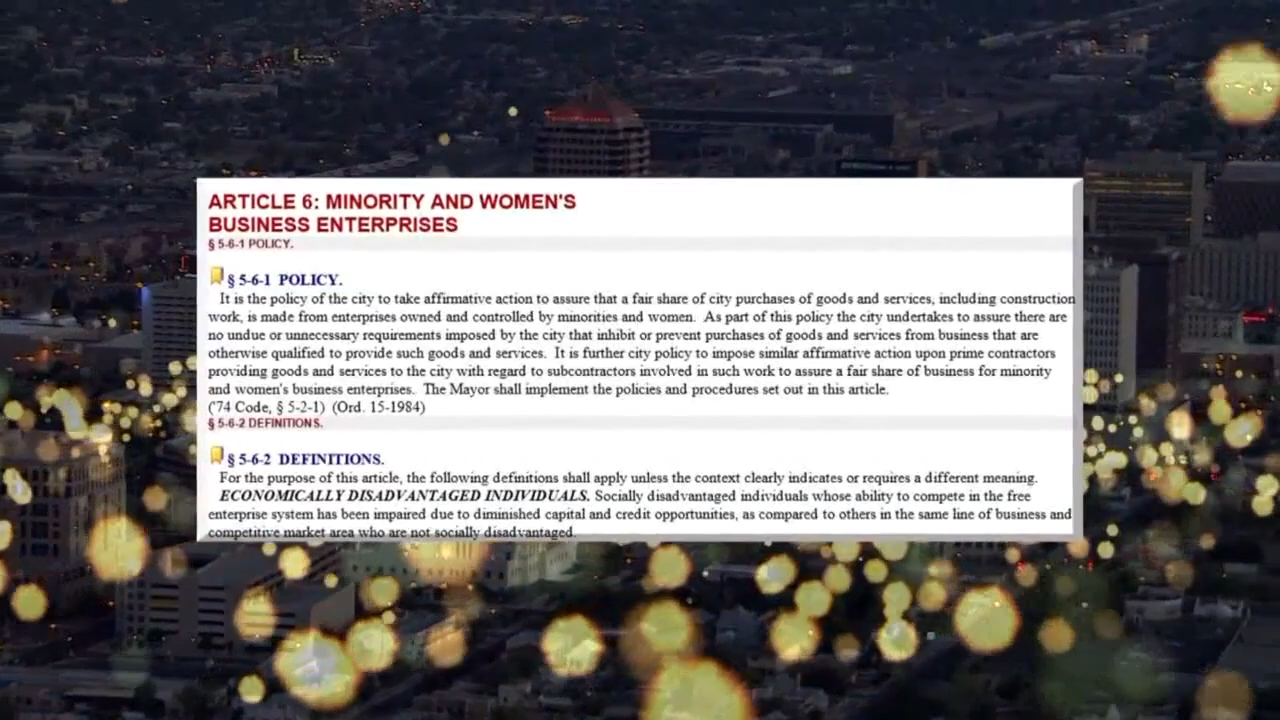 ARTICLE 6: MINORITY AND WOMEN'S
BUSINESS ENTERPRISES
§ 5-6-1 POLICY.
§ 5-6-1 POLICY.
It is the policy of the city to take affirmative action to assure that a fair share of city purchases of goods and services, including construction
work, is made from enterprises owned and controlled by minorities and women. As part of this policy the city undertakes to assure there are
no undue or unnecessary requirements imposed by the city that inhibit or prevent purchases of goods and services from business that are
otherwise qualified to provide such goods and services. It is further city policy to impose similar affirmative action upon prime contractors
providing goods and services to the city with regard to subcontractors involved in such work to assure a fair share of business for minority
and women's business enterprises. The Mayor shall implement the policies and procedures set out in this article.
('74 Code, § 5-2-1) (Ord. 15-1984)
§ 5-6-2 DEFINITIONS.
§ 5-6-2 DEFINITIONS.
For the purpose of this article, the following definitions shall apply unless the context clearly indicates or requires a different meaning.
ECONOMICALLY DISADVANTAGED INDIVIDUALS. Socially disadvantaged individuals whose ability to compete in the free
enterprise system has been impaired due to diminished capital and credit opportunities, as compared to others in the same line of business and
competitive market area who are not socially disadvantaged.